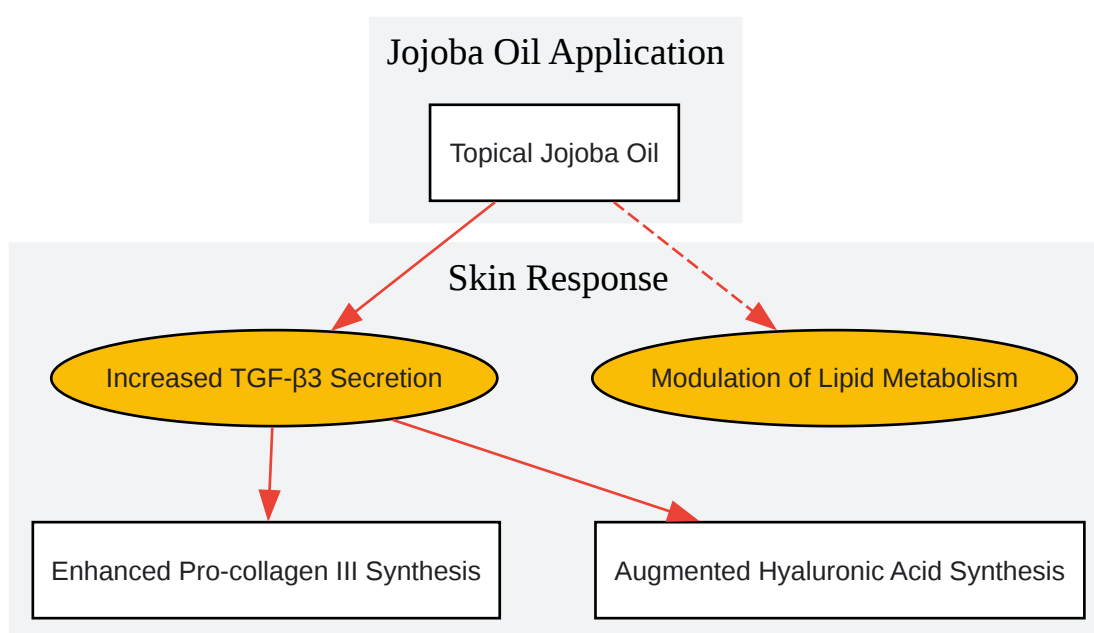 Jojoba Oil Application
Topical Jojoba Oil
Skin Response
Increased TGF-β3 Secretion
Modulation of Lipid Metabolism
Enhanced Pro-collagen III Synthesis
Augmented Hyaluronic Acid Synthesis